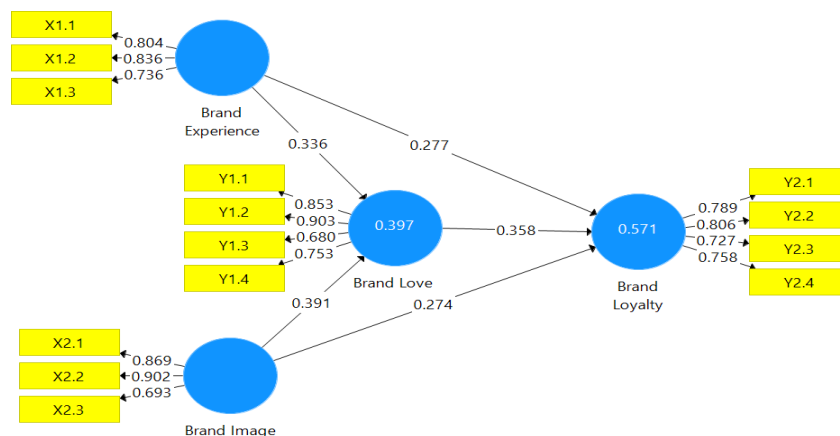 X1.1
X1.2
X1.3
0.804
0.836
0.736
Brand
Experience
0.336
0.277
Y1.1
Y1.2
Y1.3
Y1.4
0.853
0.903
0.680
0.753
0.397
Brand Love
0.358
0.571
Brand
Loyalty
0.789
0.806
0.727
0.758
Y2.1
Y2.2
Y2.3
Y2.4
0.391
0.274
X2.1
X2.2
X2.3
0.869
0.902
0.693
Brand Image